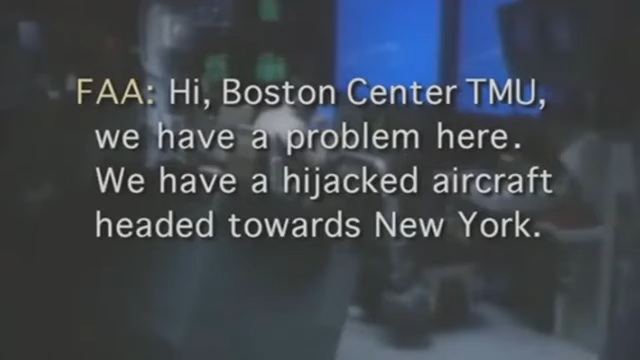 FAA: Hi, Boston Center TMU,
we have a problem here.
We have a hijacked aircraft
headed towards New York.